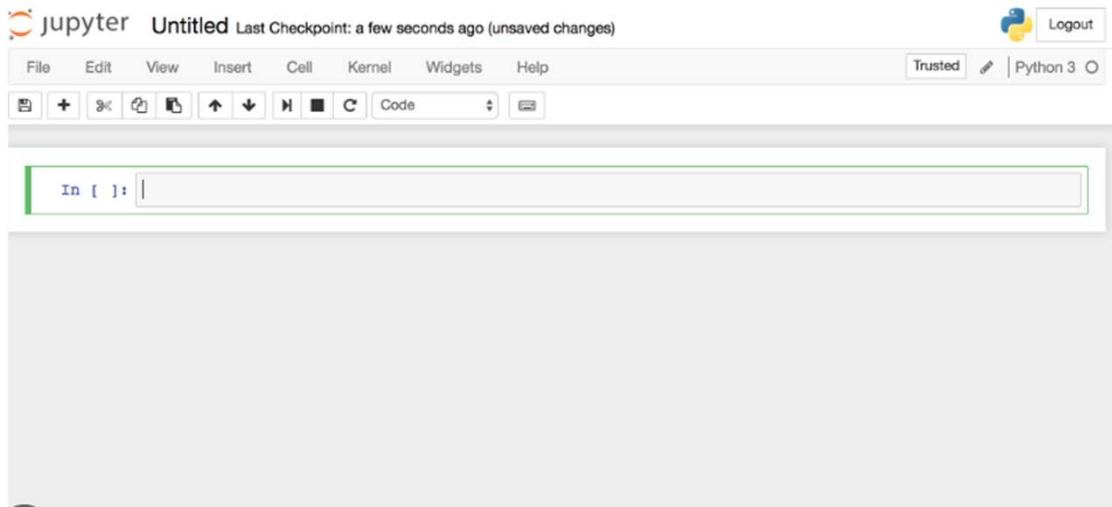 jupyter Untitled Last Checkpoint: a few seconds ago (unsaved changes)
Logout
File Edit View Insert Cell Kernel Widgets Help
Trusted Python 3
Code
In [ ]: